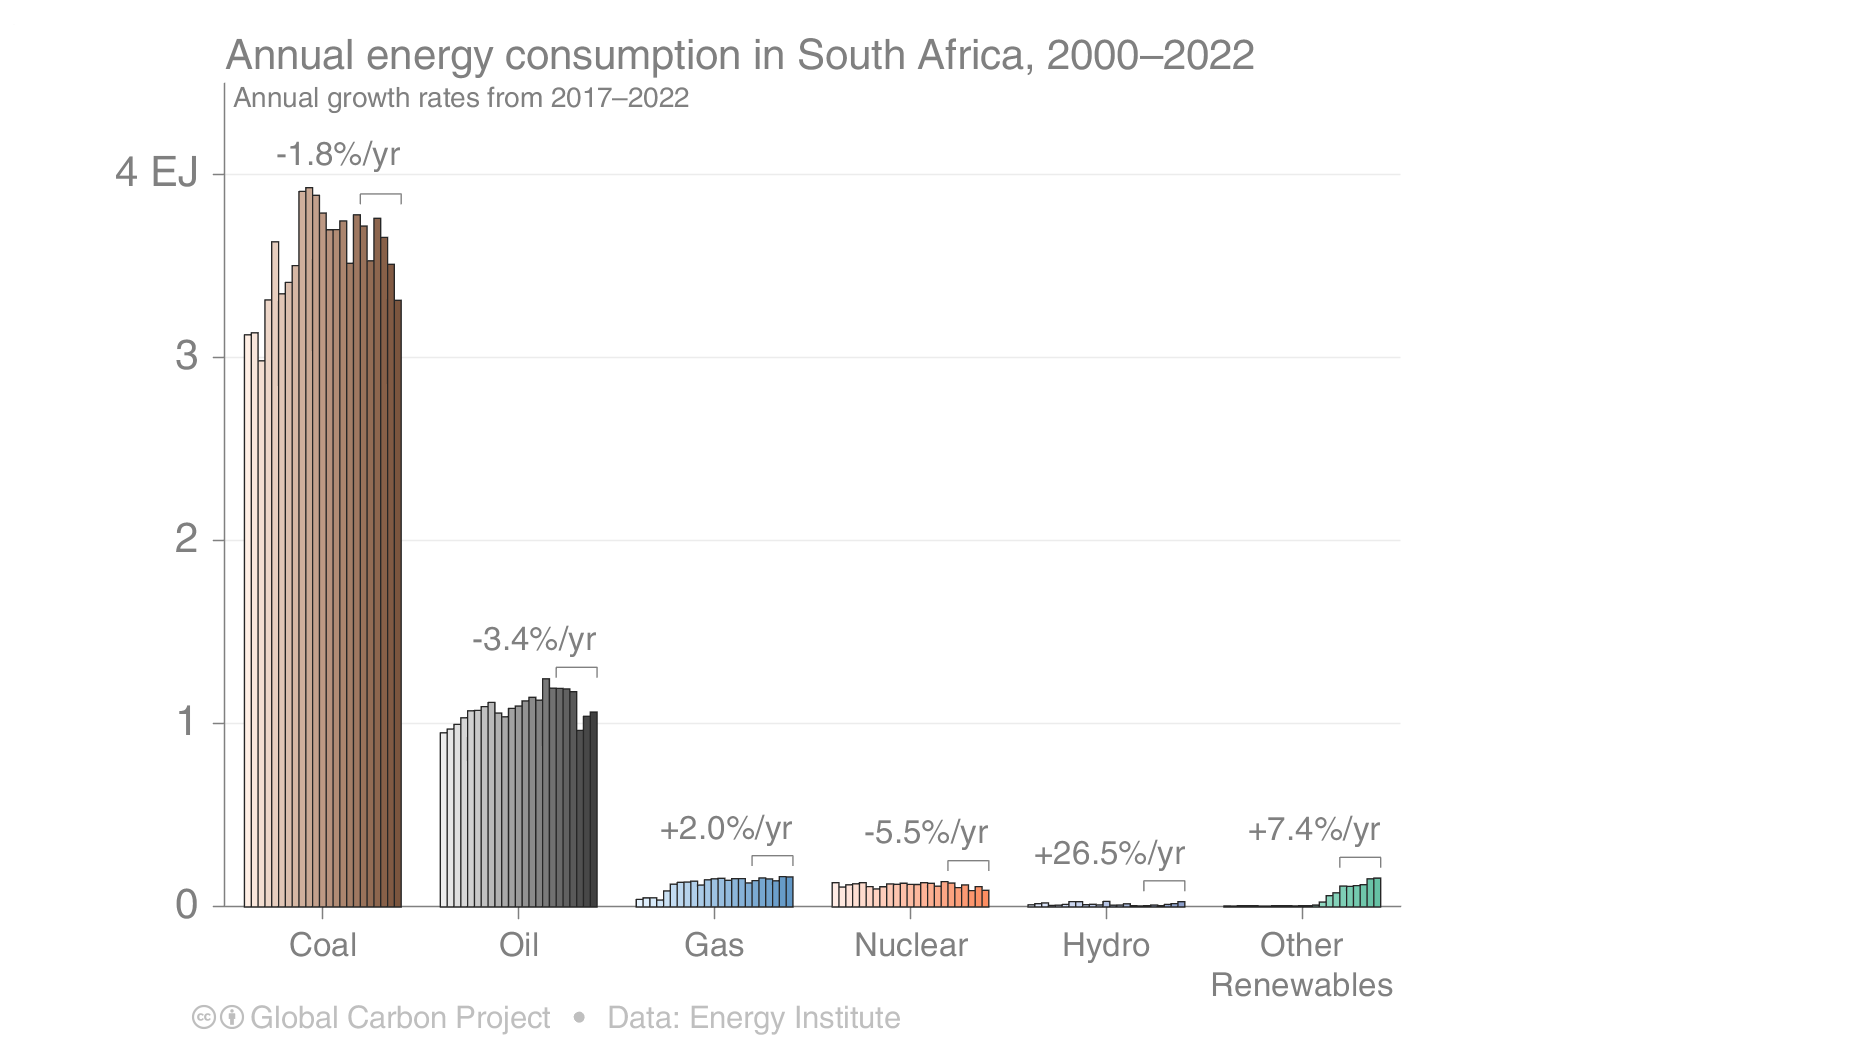 Annual energy consumption in South Africa, 2000–2022
Annual growth rates from 2017–2022
4 EJ
3
2
1
0
-1.8%/yr
-3.4%/yr
+2.0%/yr
-5.5%/yr
+26.5%/yr
+7.4%/yr
Coal
Oil
Gas
Nuclear
Hydro
Other
Renewables
cc Global Carbon Project • Data: Energy Institute